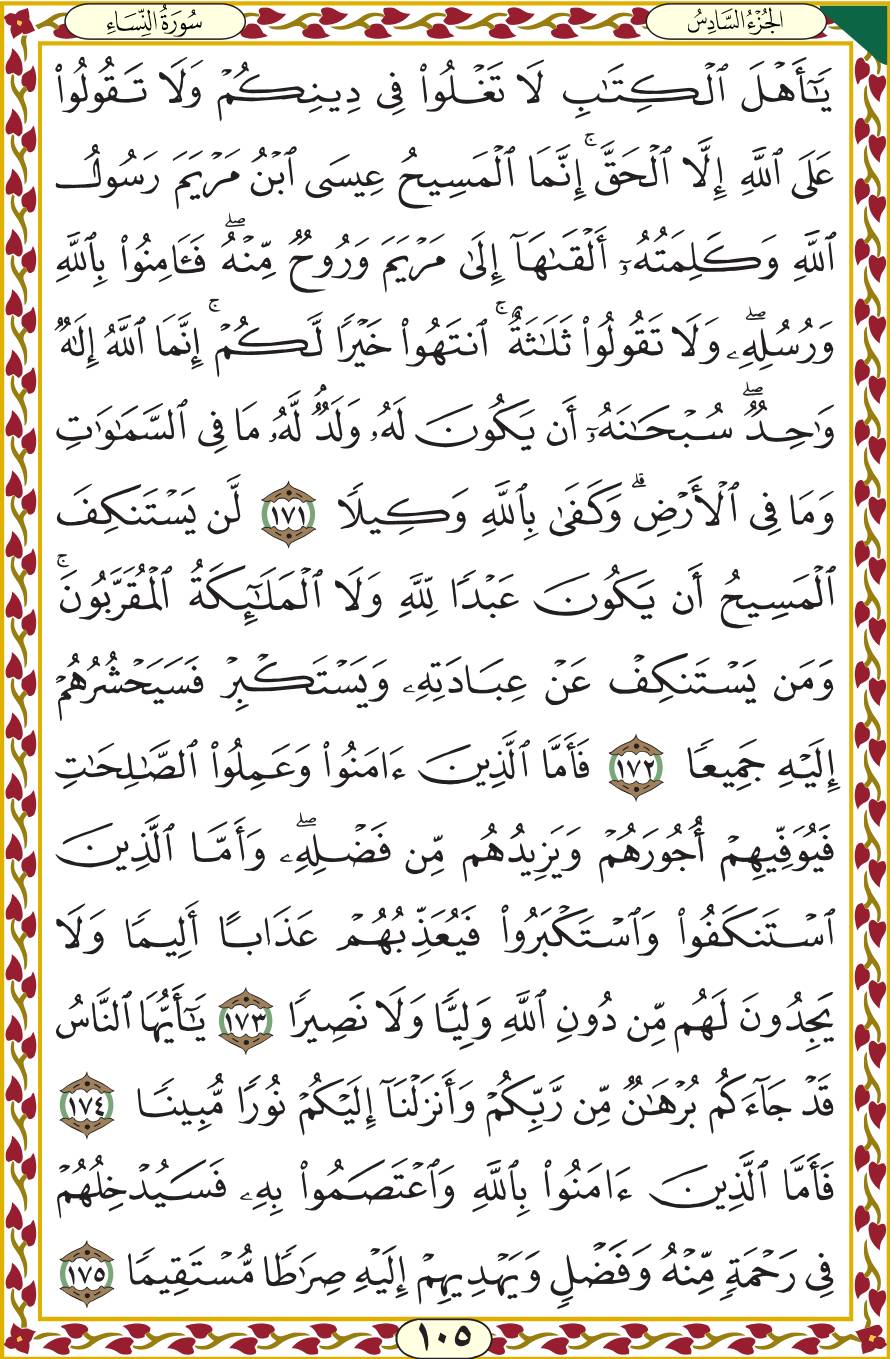 الجُزْءُ السَّادِسُ
سُورَةُ النِّسَاءِ
يَٰٓأَهْلَ ٱلْكِتَٰبِ لَا تَغْلُوا۟ فِى دِينِكُمْ وَلَا تَقُولُوا۟
عَلَى ٱللَّهِ إِلَّا ٱلْحَقَّ ۚ إِنَّمَا ٱلْمَسِيحُ عِيسَى ٱبْنُ مَرْيَمَ رَسُولُ
ٱللَّهِ وَكَلِمَتُهُۥٓ أَلْقَىٰهَآ إِلَىٰ مَرْيَمَ وَرُوحٌ مِّنْهُ ۖ فَـَٔامِنُوا۟ بِٱللَّهِ
وَرُسُلِهِۦ ۖ وَلَا تَقُولُوا۟ ثَلَٰثَةٌ ۚ ٱنتَهُوا۟ خَيْرًا لَّكُمْ ۚ إِنَّمَا ٱللَّهُ إِلَٰهٌ
وَٰحِدٌ ۖ سُبْحَٰنَهُۥٓ أَن يَكُونَ لَهُۥ وَلَدٌ ۘ لَّهُۥ مَا فِى ٱلسَّمَٰوَٰتِ
وَمَا فِى ٱلْأَرْضِ ۗ وَكَفَىٰ بِٱللَّهِ وَكِيلًا ١٧١ لَّن يَسْتَنكِفَ
ٱلْمَسِيحُ أَن يَكُونَ عَبْدًا لِّلَّهِ وَلَا ٱلْمَلَٰٓئِكَةُ ٱلْمُقَرَّبُونَ ۚ
وَمَن يَسْتَنكِفْ عَنْ عِبَادَتِهِۦ وَيَسْتَكْبِرْ فَسَيَحْشُرُهُمْ
إِلَيْهِ جَمِيعًا ١٧٢ فَأَمَّا ٱلَّذِينَ ءَامَنُوا۟ وَعَمِلُوا۟ ٱلصَّٰلِحَٰتِ
فَيُوَفِّيهِمْ أُجُورَهُمْ وَيَزِيدُهُم مِّن فَضْلِهِۦ ۖ وَأَمَّا ٱلَّذِينَ
ٱسْتَنكَفُوا۟ وَٱسْتَكْبَرُوا۟ فَيُعَذِّبُهُمْ عَذَابًا أَلِيمًا وَلَا
يَجِدُونَ لَهُم مِّن دُونِ ٱللَّهِ وَلِيًّا وَلَا نَصِيرًا ١٧٣ يَٰٓأَيُّهَا ٱلنَّاسُ
قَدْ جَآءَكُم بُرْهَٰنٌ مِّن رَّبِّكُمْ وَأَنزَلْنَآ إِلَيْكُمْ نُورًا مُّبِينًا ١٧٤
فَأَمَّا ٱلَّذِينَ ءَامَنُوا۟ بِٱللَّهِ وَٱعْتَصَمُوا۟ بِهِۦ فَسَيُدْخِلُهُمْ
فِى رَحْمَةٍ مِّنْهُ وَفَضْلٍ وَيَهْدِيهِمْ إِلَيْهِ صِرَٰطًا مُّسْتَقِيمًا ١٧٥
١٠٥